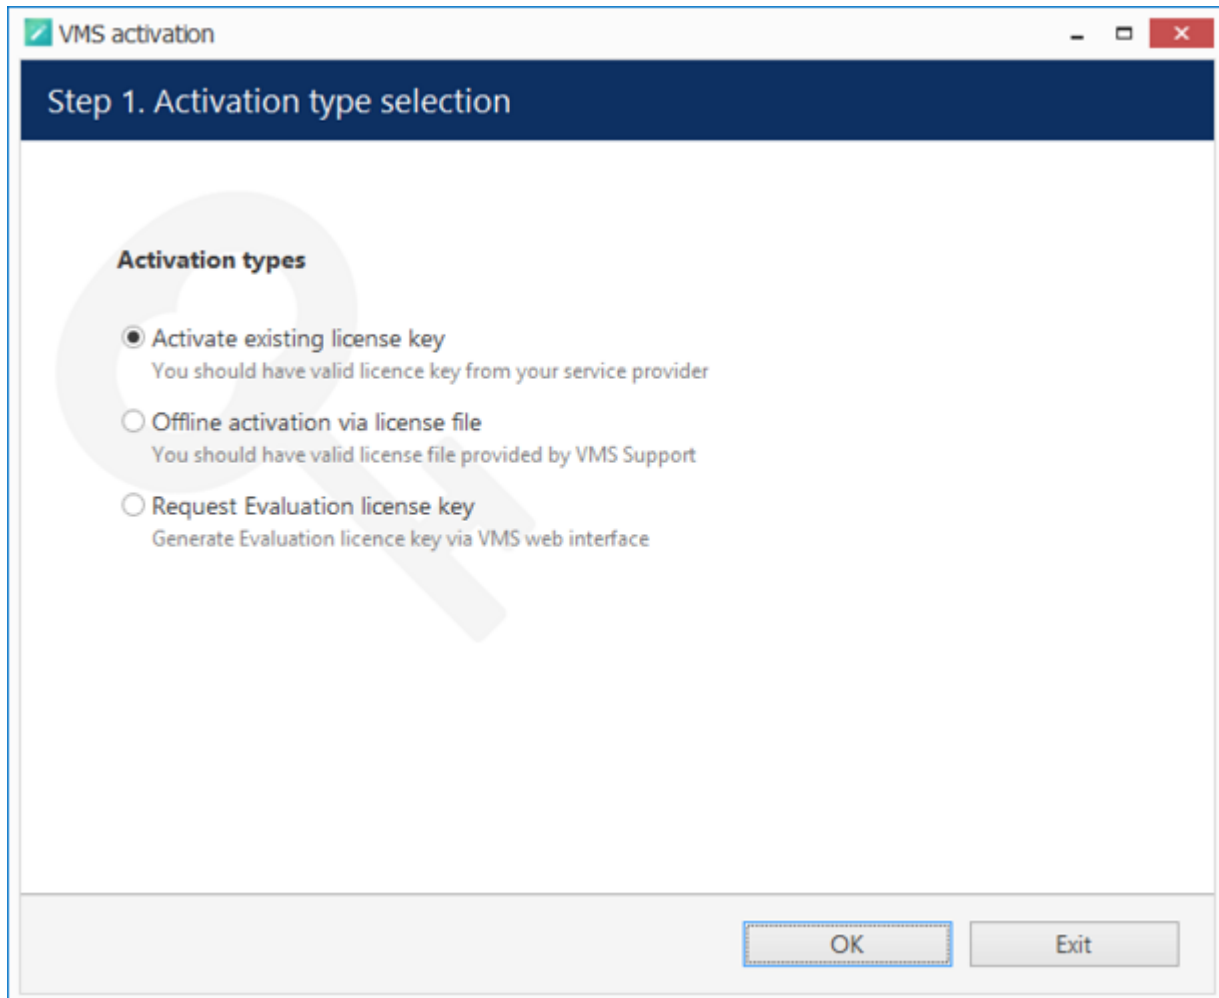 VMS activation
Step 1. Activation type selection
Activation types
Activate existing license key
You should have valid licence key from your service provider
Offline activation via license file
You should have valid license file provided by VMS Support
Request Evaluation license key
Generate Evaluation licence key via VMS web interface
OK
Exit